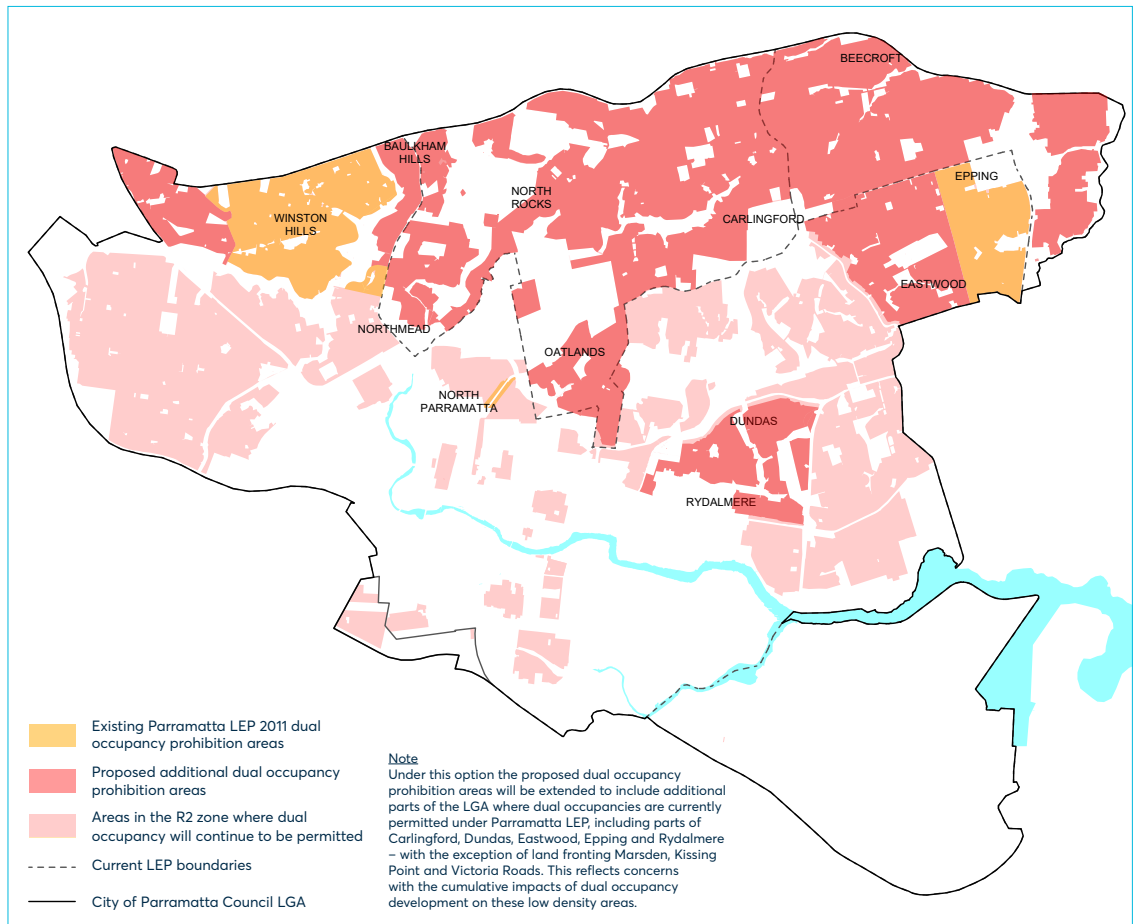 BEECROFT
BAULKHAM
HILLS
EPPING
NORTH
ROCKS
WINSTON
HILLS
CARLINGFORD
EASTWOOD
NORTHMEAD
OATLANDS
NORTH
PARRAMATTA
DUNDAS
RYDALMERE
Existing Parramatta LEP 2011 dual
occupancy prohibition areas
Proposed additional dual occupancy
prohibition areas
Areas in the R2 zone where dual
occupancy will continue to be permitted
Current LEP boundaries
City of Parramatta Council LGA
Note
Under this option the proposed dual occupancy
prohibition areas will be extended to include additional
parts of the LGA where dual occupancies are currently
permitted under Parramatta LEP, including parts of
Carlingford, Dundas, Eastwood, Epping and Rydalmere
– with the exception of land fronting Marsden, Kissing
Point and Victoria Roads. This reflects concerns
with the cumulative impacts of dual occupancy
development on these low density areas.